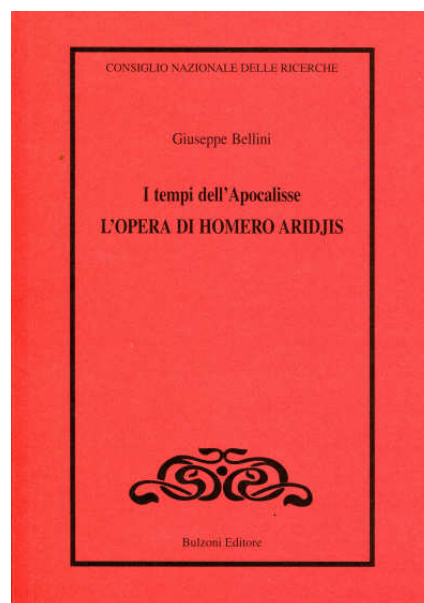 CONSIGLIO NAZIONALE DELLE RICERCHE
Giuseppe Bellini
I tempi dell'Apocalisse
L'OPERA DI HOMERO ARIDJIS
Bulzoni Editore